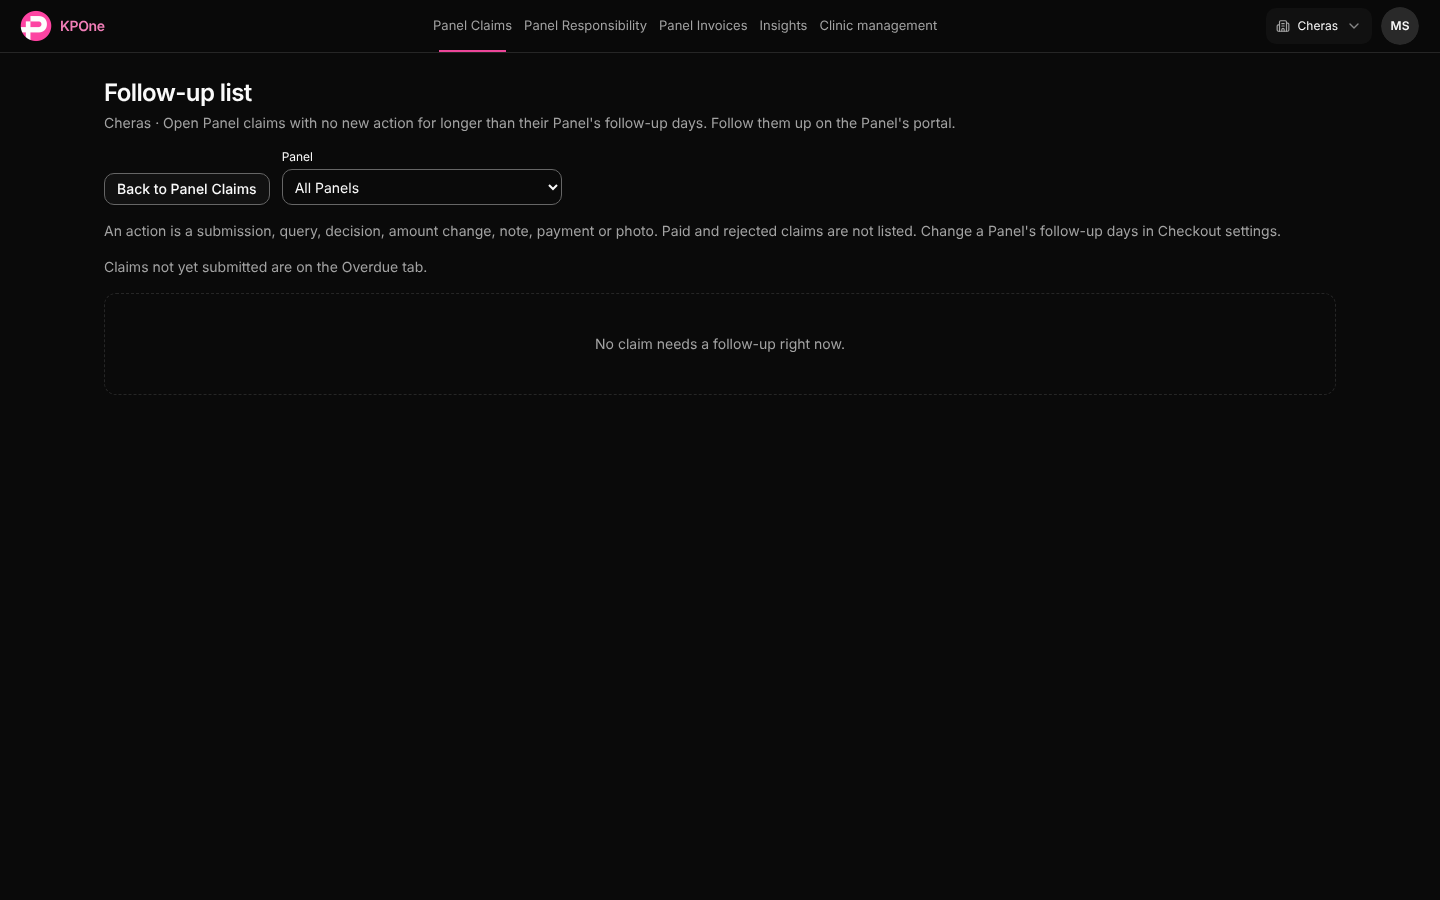 KPOne
Panel Claims
Panel Responsibility
Panel Invoices
Insights
Clinic management
Cheras
MS
Follow-up list
Cheras · Open Panel claims with no new action for longer than their Panel's follow-up days. Follow them up on the Panel's portal.
Panel
Back to Panel Claims
All Panels
An action is a submission, query, decision, amount change, note, payment or photo. Paid and rejected claims are not listed. Change a Panel's follow-up days in Checkout settings.
Claims not yet submitted are on the Overdue tab.
No claim needs a follow-up right now.